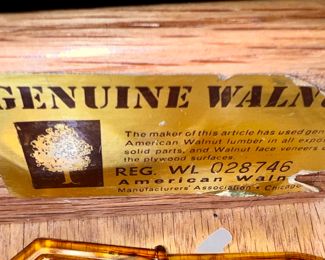 GENUINE WALN
The maker of this article has used gen
American Walnut lumber in all expos
solid parts, and Walnut face veneers
the plywood surfaces.
REG. WL 028746
American Waln
Manufacturers' Association • Chicago